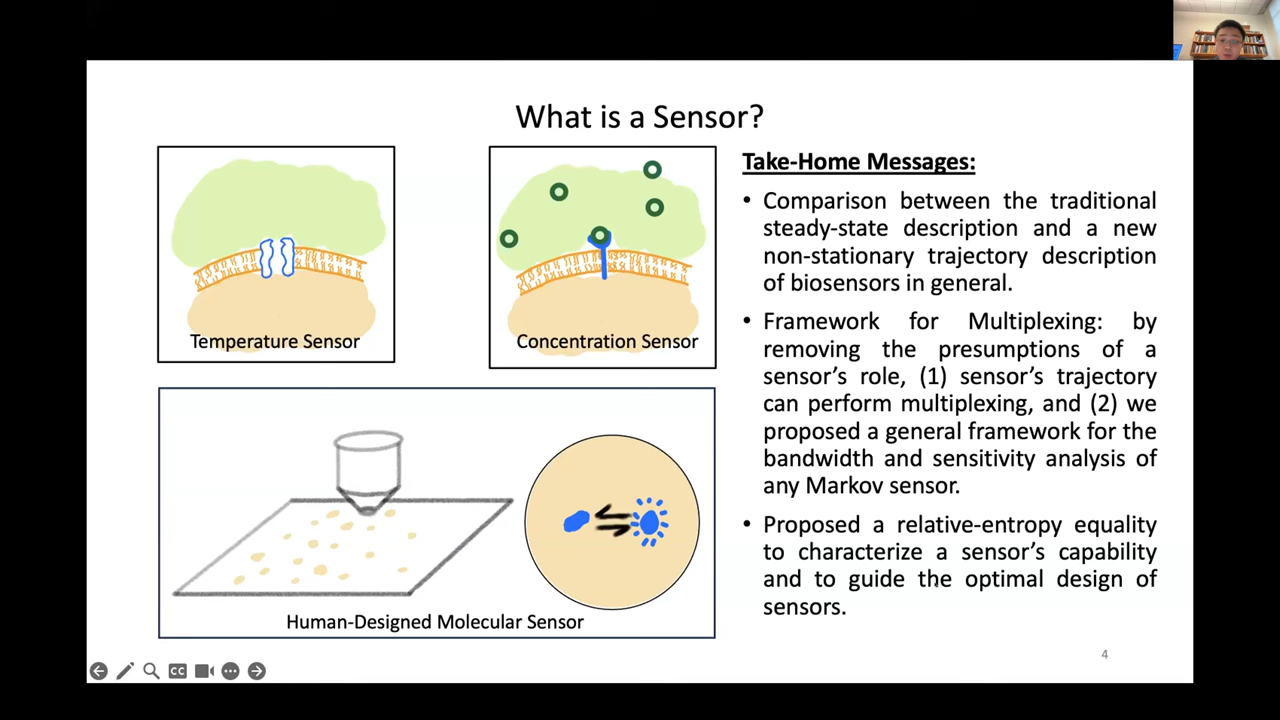 What is a Sensor?
Temperature Sensor
Concentration Sensor
Human-Designed Molecular Sensor
Take-Home Messages:
• Comparison between the traditional
steady-state description and a new
non-stationary trajectory description
of biosensors in general.
• Framework for Multiplexing: by
removing the presumptions of a
sensor's role, (1) sensor's trajectory
can perform multiplexing, and (2) we
proposed a general framework for the
bandwidth and sensitivity analysis of
any Markov sensor.
• Proposed a relative-entropy equality
to characterize a sensor's capability
and to guide the optimal design of
sensors.
4
CC